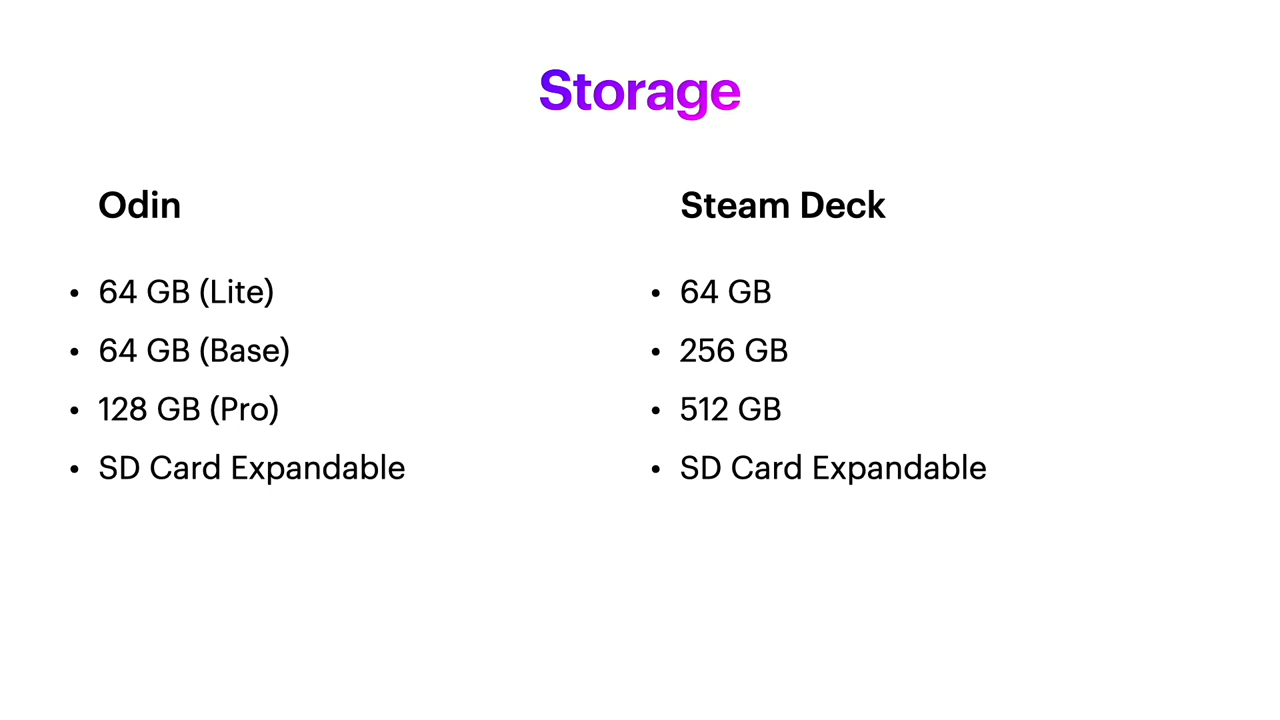 Storage
Odin
• 64 GB (Lite)
• 64 GB (Base)
• 128 GB (Pro)
• SD Card Expandable
Steam Deck
• 64 GB
• 256 GB
• 512 GB
• SD Card Expandable